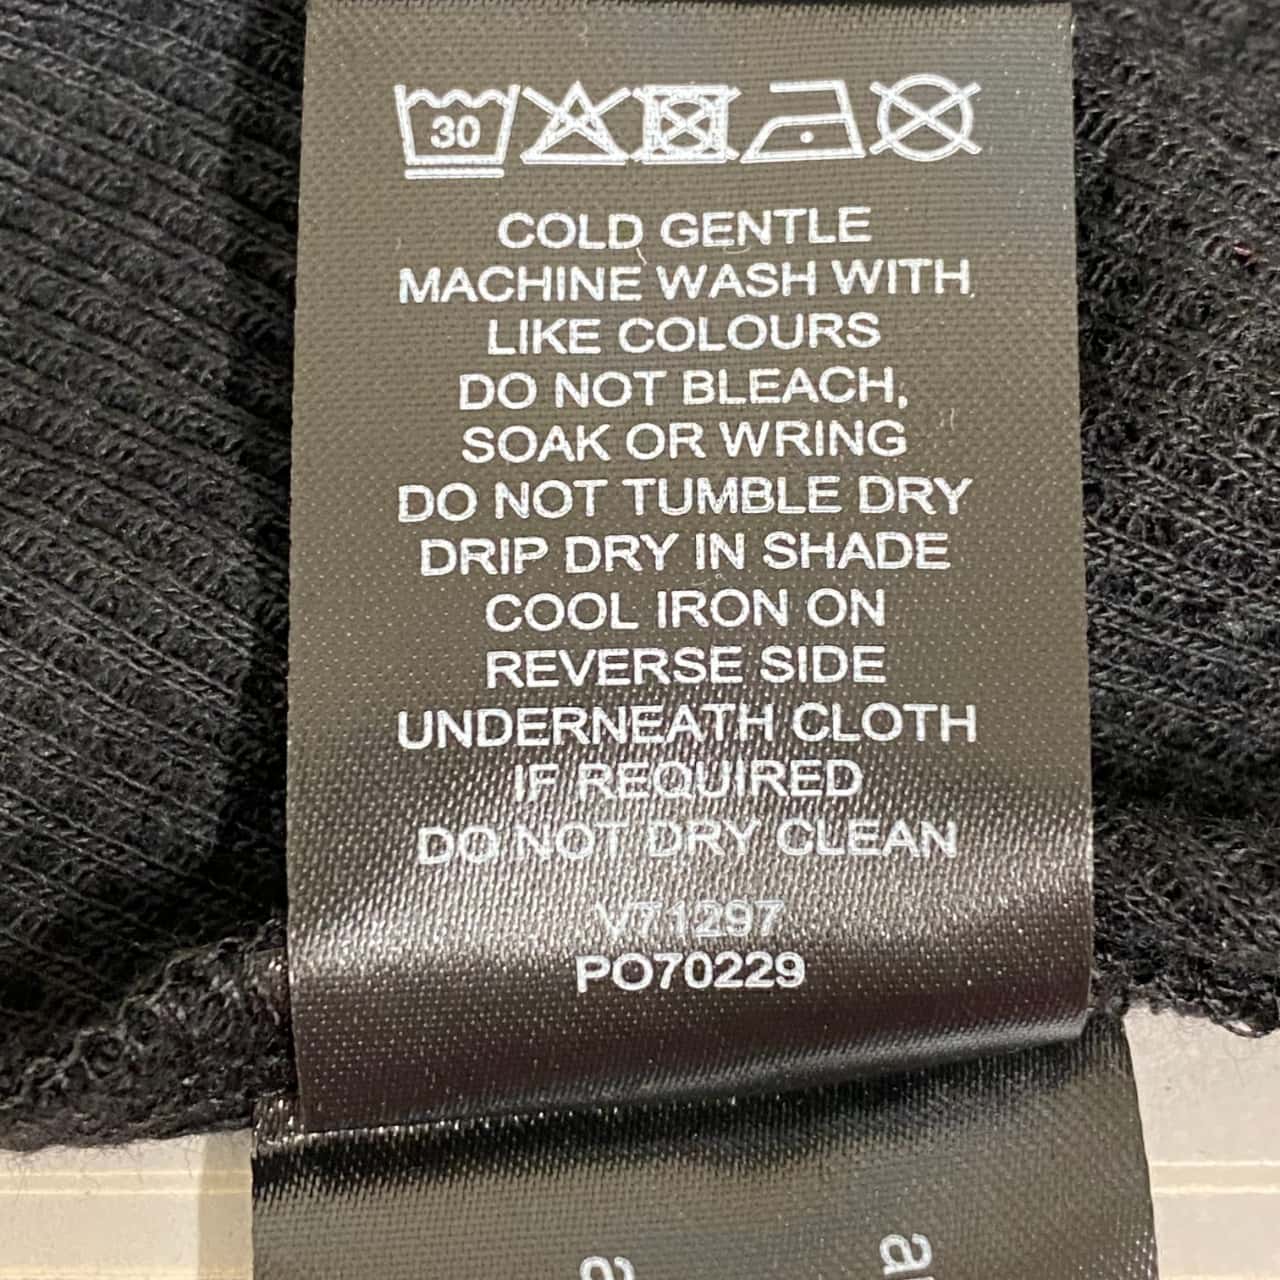 30
COLD GENTLE
MACHINE WASH WITH
LIKE COLOURS
DO NOT BLEACH,
SOAK OR WRING
DO NOT TUMBLE DRY
DRIP DRY IN SHADE
COOL IRON ON
REVERSE SIDE
UNDERNEATH CLOTH
IF REQUIRED
DO NOT DRY CLEAN
V71297
PO70229